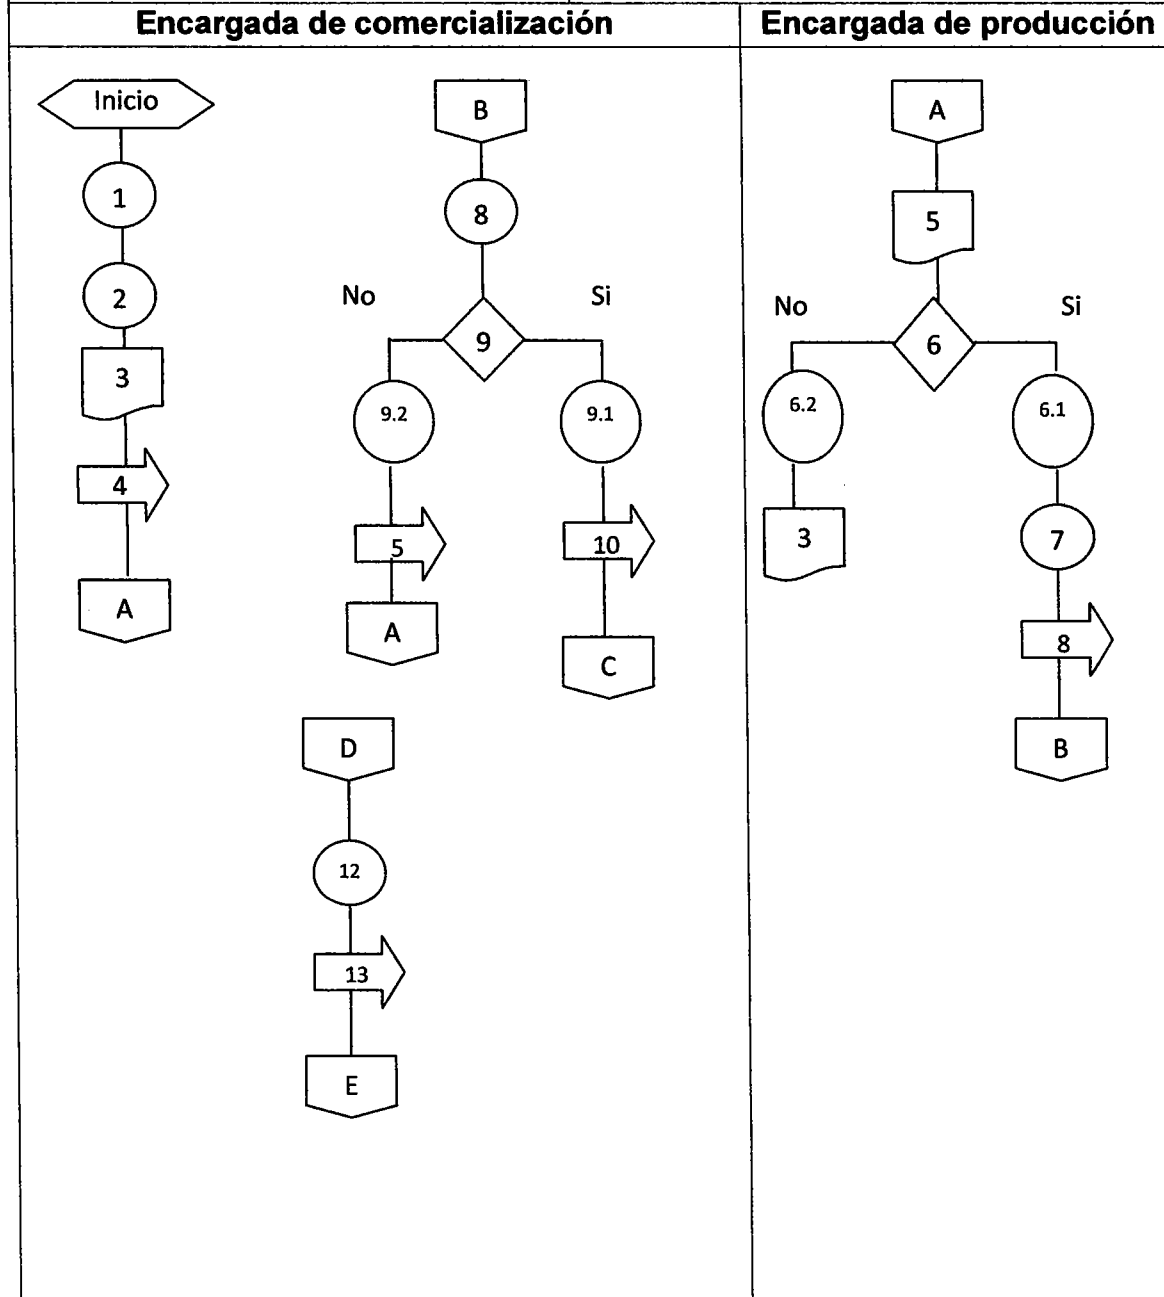 Encargada de comercialización
Encargada de producción
Inicio
1
2
3
4
A
B
8
No
Si
9
9.2
9.1
5
10
A
C
D
12
13
E
A
5
No
Si
6
6.2
6.1
3
7
8
B